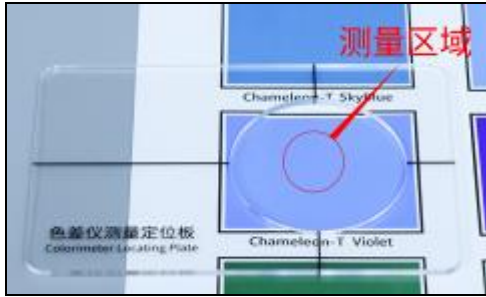 测量区域
Chameleon-T SkyBlue
色差仪测量定位板
Colorimeter Locating Plate
Chameleon-T Violet